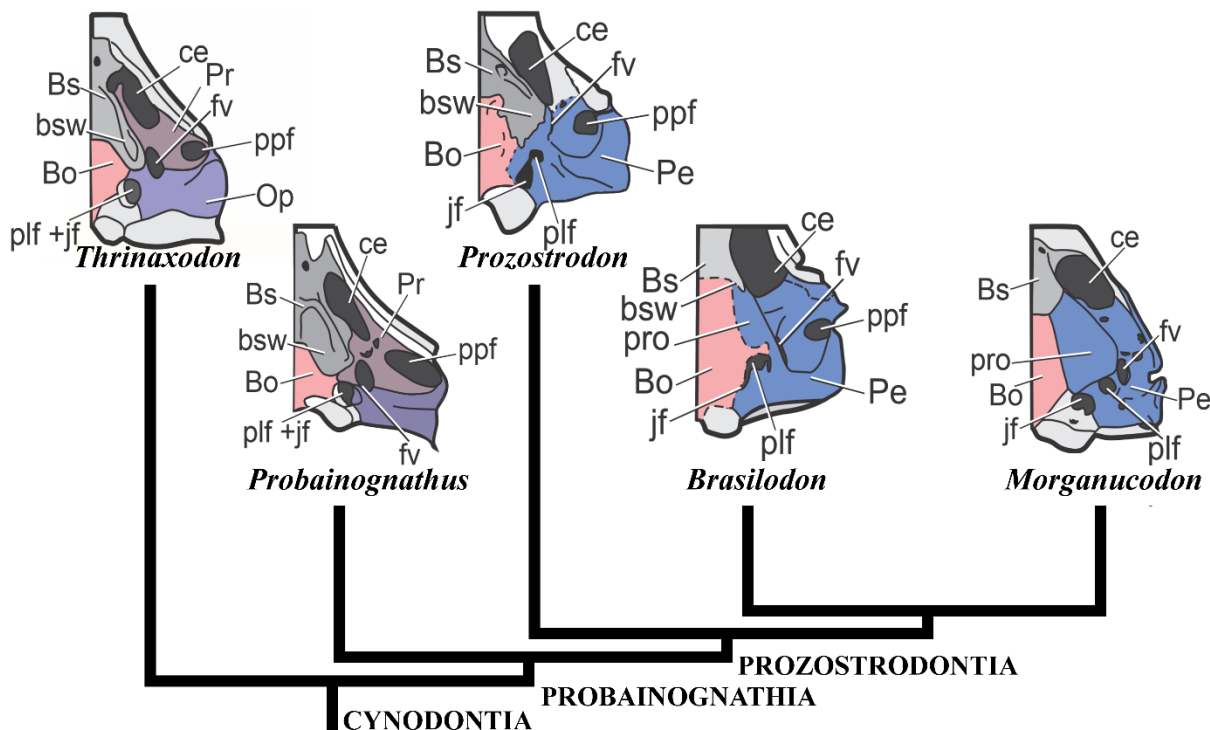 ce
Pr
fv
Bs
bsw
ppf
Bo
Op
plf +jf
Thrinaxodon
ce
Pr
Bs
bsw
ppf
Bo
plf +jf
fv
Probainognathus
ce
fv
Bs
bsw
ppf
Bo
Pe
jf
plf
Prozostrodon
ce
fv
Bs
bsw
pro
ppf
Bo
Pe
jf
plf
Brasilodon
ce
Bs
fv
pro
Bo
Pe
jf
plf
Morganucodon
PROZOSTRODONTIA
PROBAINOGNATHIA
CYNODONTIA